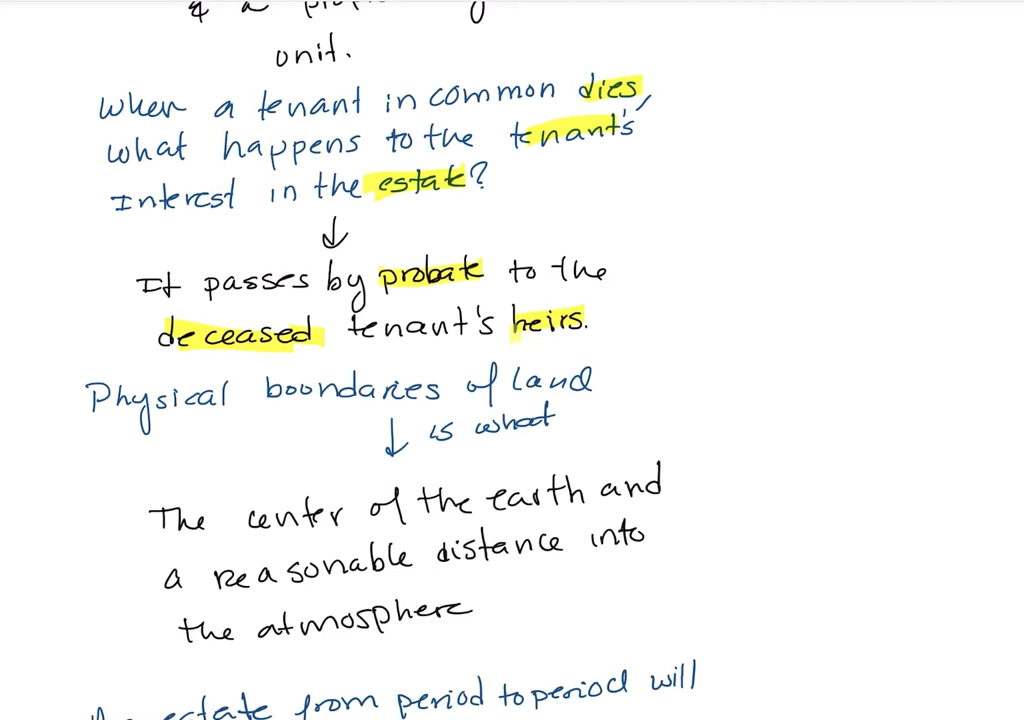 & a
unit.
When a tenant in common dies,
what happens to the tenant's
Interest in the estate?
↓
It passes by probate to the
deceased tenant's heirs.
Physical boundaries of land
↓ is what
The center of the earth and
a reasonable distance into
the atmosphere
estate from period to period will